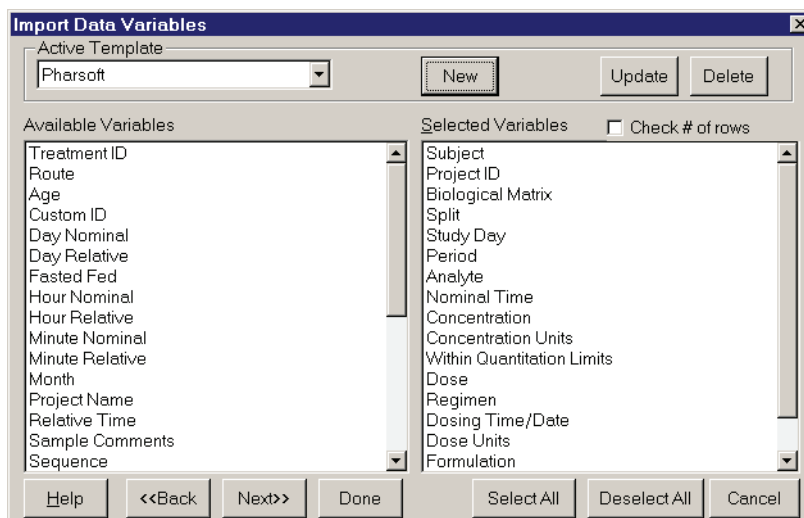 Import Data Variables
Active Template
Pharsoft
New
Update
Delete
Available Variables
Treatment ID
Route
Age
Custom ID
Day Nominal
Day Relative
Fasted Fed
Hour Nominal
Hour Relative
Minute Nominal
Minute Relative
Month
Project Name
Relative Time
Sample Comments
Sequence
Selected Variables
Check # of rows
Subject
Project ID
Biological Matrix
Split
Study Day
Period
Analyte
Nominal Time
Concentration
Concentration Units
Within Quantitation Limits
Dose
Regimen
Dosing Time/Date
Dose Units
Formulation
Help
<<Back
Next>>
Done
Select All
Deselect All
Cancel